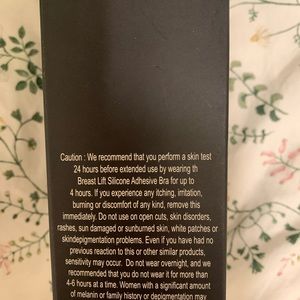 Caution : We recommend that you perform a skin test
24 hours before extended use by wearing th
Breast Lift Silicone Adhesive Bra for up to
4 hours. If you experience any itching, irritation,
burning or discomfort of any kind, remove this
immediately. Do not use on open cuts, skin disorders,
rashes, sun damaged or sunburned skin, white patches or
skindepigmentation problems. Even if you have had no
previous reaction to this or other similar products,
sensitivity may occur. Do not wear overnight, and we
recommened that you do not wear it for more than
4-6 hours at a time. Women with a significant amount
of melanin or family history or depigmentation may